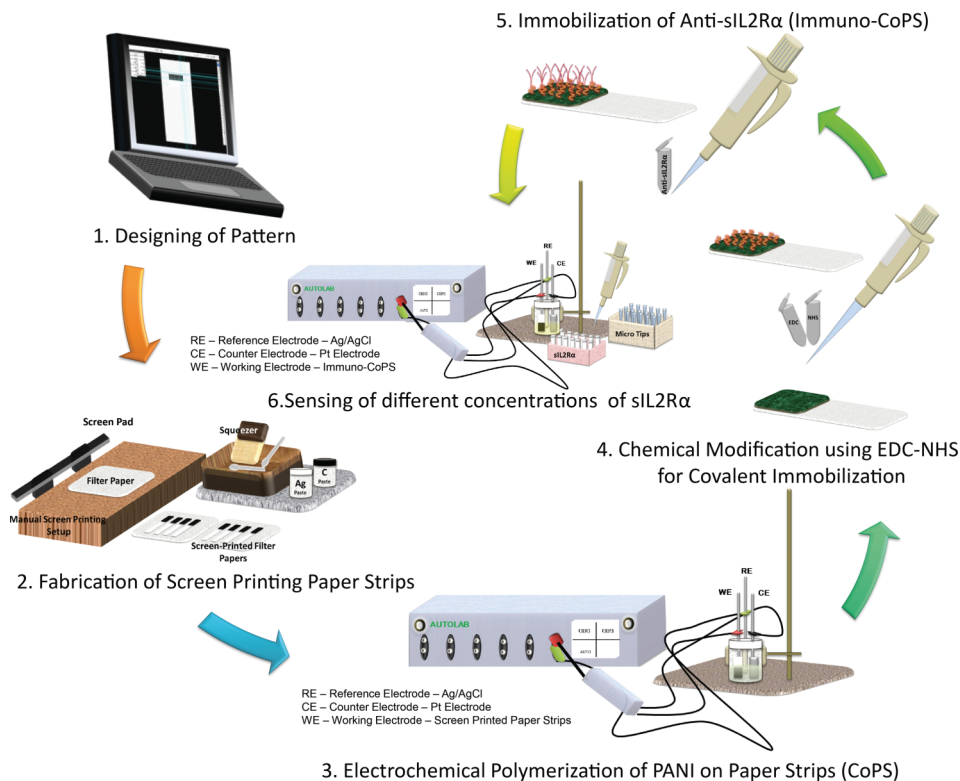 5. Immobilization of Anti-sIL2Rα (Immuno-CoPS)
Anti-sIL2Rα
1. Designing of Pattern
RE
WE
CE
AUTOLAB
AUTO
Micro Tips
sIL2Rα
RE – Reference Electrode – Ag/AgCl
CE – Counter Electrode – Pt Electrode
WE – Working Electrode – Immuno-CoPS
6.Sensing of different concentrations of sIL2Rα
EDC
NHS
4. Chemical Modification using EDC-NHS
for Covalent Immobilization
Screen Pad
Squeezer
Filter Paper
Ag
Paste
C
Paste
Manual Screen Printing
Setup
Screen-Printed Filter
Papers
2. Fabrication of Screen Printing Paper Strips
RE
WE
CE
AUTOLAB
AUTO
RE – Reference Electrode – Ag/AgCl
CE – Counter Electrode – Pt Electrode
WE – Working Electrode – Screen Printed Paper Strips
3. Electrochemical Polymerization of PANI on Paper Strips (CoPS)